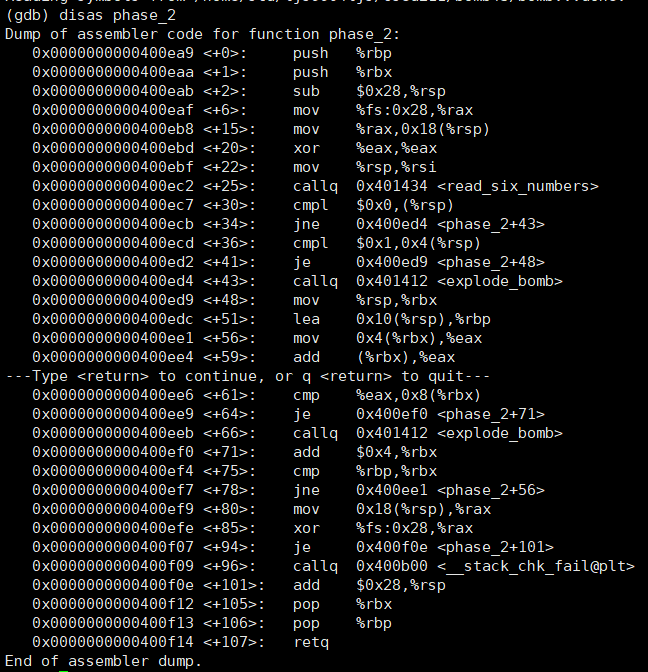 (gdb) disas phase_2
Dump of assembler code for function phase_2:
   0x0000000000400ea9 <+0>:     push   %rbp
   0x0000000000400eaa <+1>:     push   %rbx
   0x0000000000400eab <+2>:     sub    $0x28,%rsp
   0x0000000000400eaf <+6>:     mov    %fs:0x28,%rax
   0x0000000000400eb8 <+15>:    mov    %rax,0x18(%rsp)
   0x0000000000400ebd <+20>:    xor    %eax,%eax
   0x0000000000400ebf <+22>:    mov    %rsp,%rsi
   0x0000000000400ec2 <+25>:    callq  0x401434 <read_six_numbers>
   0x0000000000400ec7 <+30>:    cmpl   $0x0,(%rsp)
   0x0000000000400ecb <+34>:    jne    0x400ed4 <phase_2+43>
   0x0000000000400ecd <+36>:    cmpl   $0x1,0x4(%rsp)
   0x0000000000400ed2 <+41>:    je     0x400ed9 <phase_2+48>
   0x0000000000400ed4 <+43>:    callq  0x401412 <explode_bomb>
   0x0000000000400ed9 <+48>:    mov    %rsp,%rbx
   0x0000000000400edc <+51>:    lea    0x10(%rsp),%rbp
   0x0000000000400ee1 <+56>:    mov    0x4(%rbx),%eax
   0x0000000000400ee4 <+59>:    add    (%rbx),%eax
---Type <return> to continue, or q <return> to quit---
   0x0000000000400ee6 <+61>:    cmp    %eax,0x8(%rbx)
   0x0000000000400ee9 <+64>:    je     0x400ef0 <phase_2+71>
   0x0000000000400eeb <+66>:    callq  0x401412 <explode_bomb>
   0x0000000000400ef0 <+71>:    add    $0x4,%rbx
   0x0000000000400ef4 <+75>:    cmp    %rbp,%rbx
   0x0000000000400ef7 <+78>:    jne    0x400ee1 <phase_2+56>
   0x0000000000400ef9 <+80>:    mov    0x18(%rsp),%rax
   0x0000000000400efe <+85>:    xor    %fs:0x28,%rax
   0x0000000000400f07 <+94>:    je     0x400f0e <phase_2+101>
   0x0000000000400f09 <+96>:    callq  0x400b00 <__stack_chk_fail@plt>
   0x0000000000400f0e <+101>:   add    $0x28,%rsp
   0x0000000000400f12 <+105>:   pop    %rbx
   0x0000000000400f13 <+106>:   pop    %rbp
   0x0000000000400f14 <+107>:   retq
End of assembler dump.